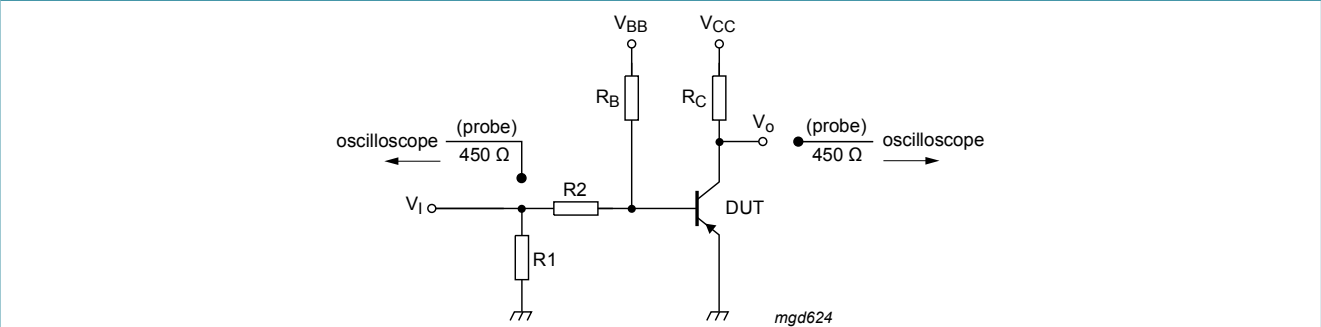 VBB VCC
RB RC
(probe) Vo (probe)
oscilloscope oscilloscope
450 Ω 450 Ω
R2
VI DUT
R1
mgd624